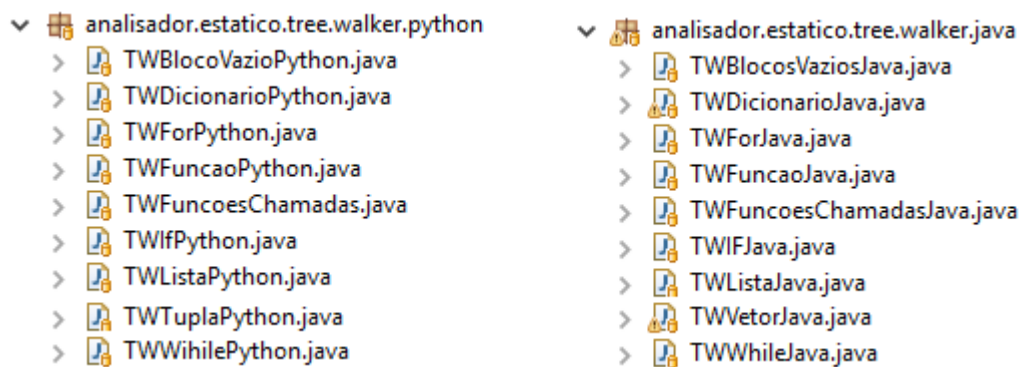 analisador.estatico.tree.walker.python
TWBlocoVazioPython.java
TWDicionarioPython.java
TWForPython.java
TWFuncaoPython.java
TWFuncoesChamadas.java
TWIfPython.java
TWListaPython.java
TWTuplaPython.java
TWWihilePython.java
analisador.estatico.tree.walker.java
TWBlocosVaziosJava.java
TWDicionarioJava.java
TWForJava.java
TWFuncaoJava.java
TWFuncoesChamadasJava.java
TWIFJava.java
TWListaJava.java
TWVetorJava.java
TWWhileJava.java